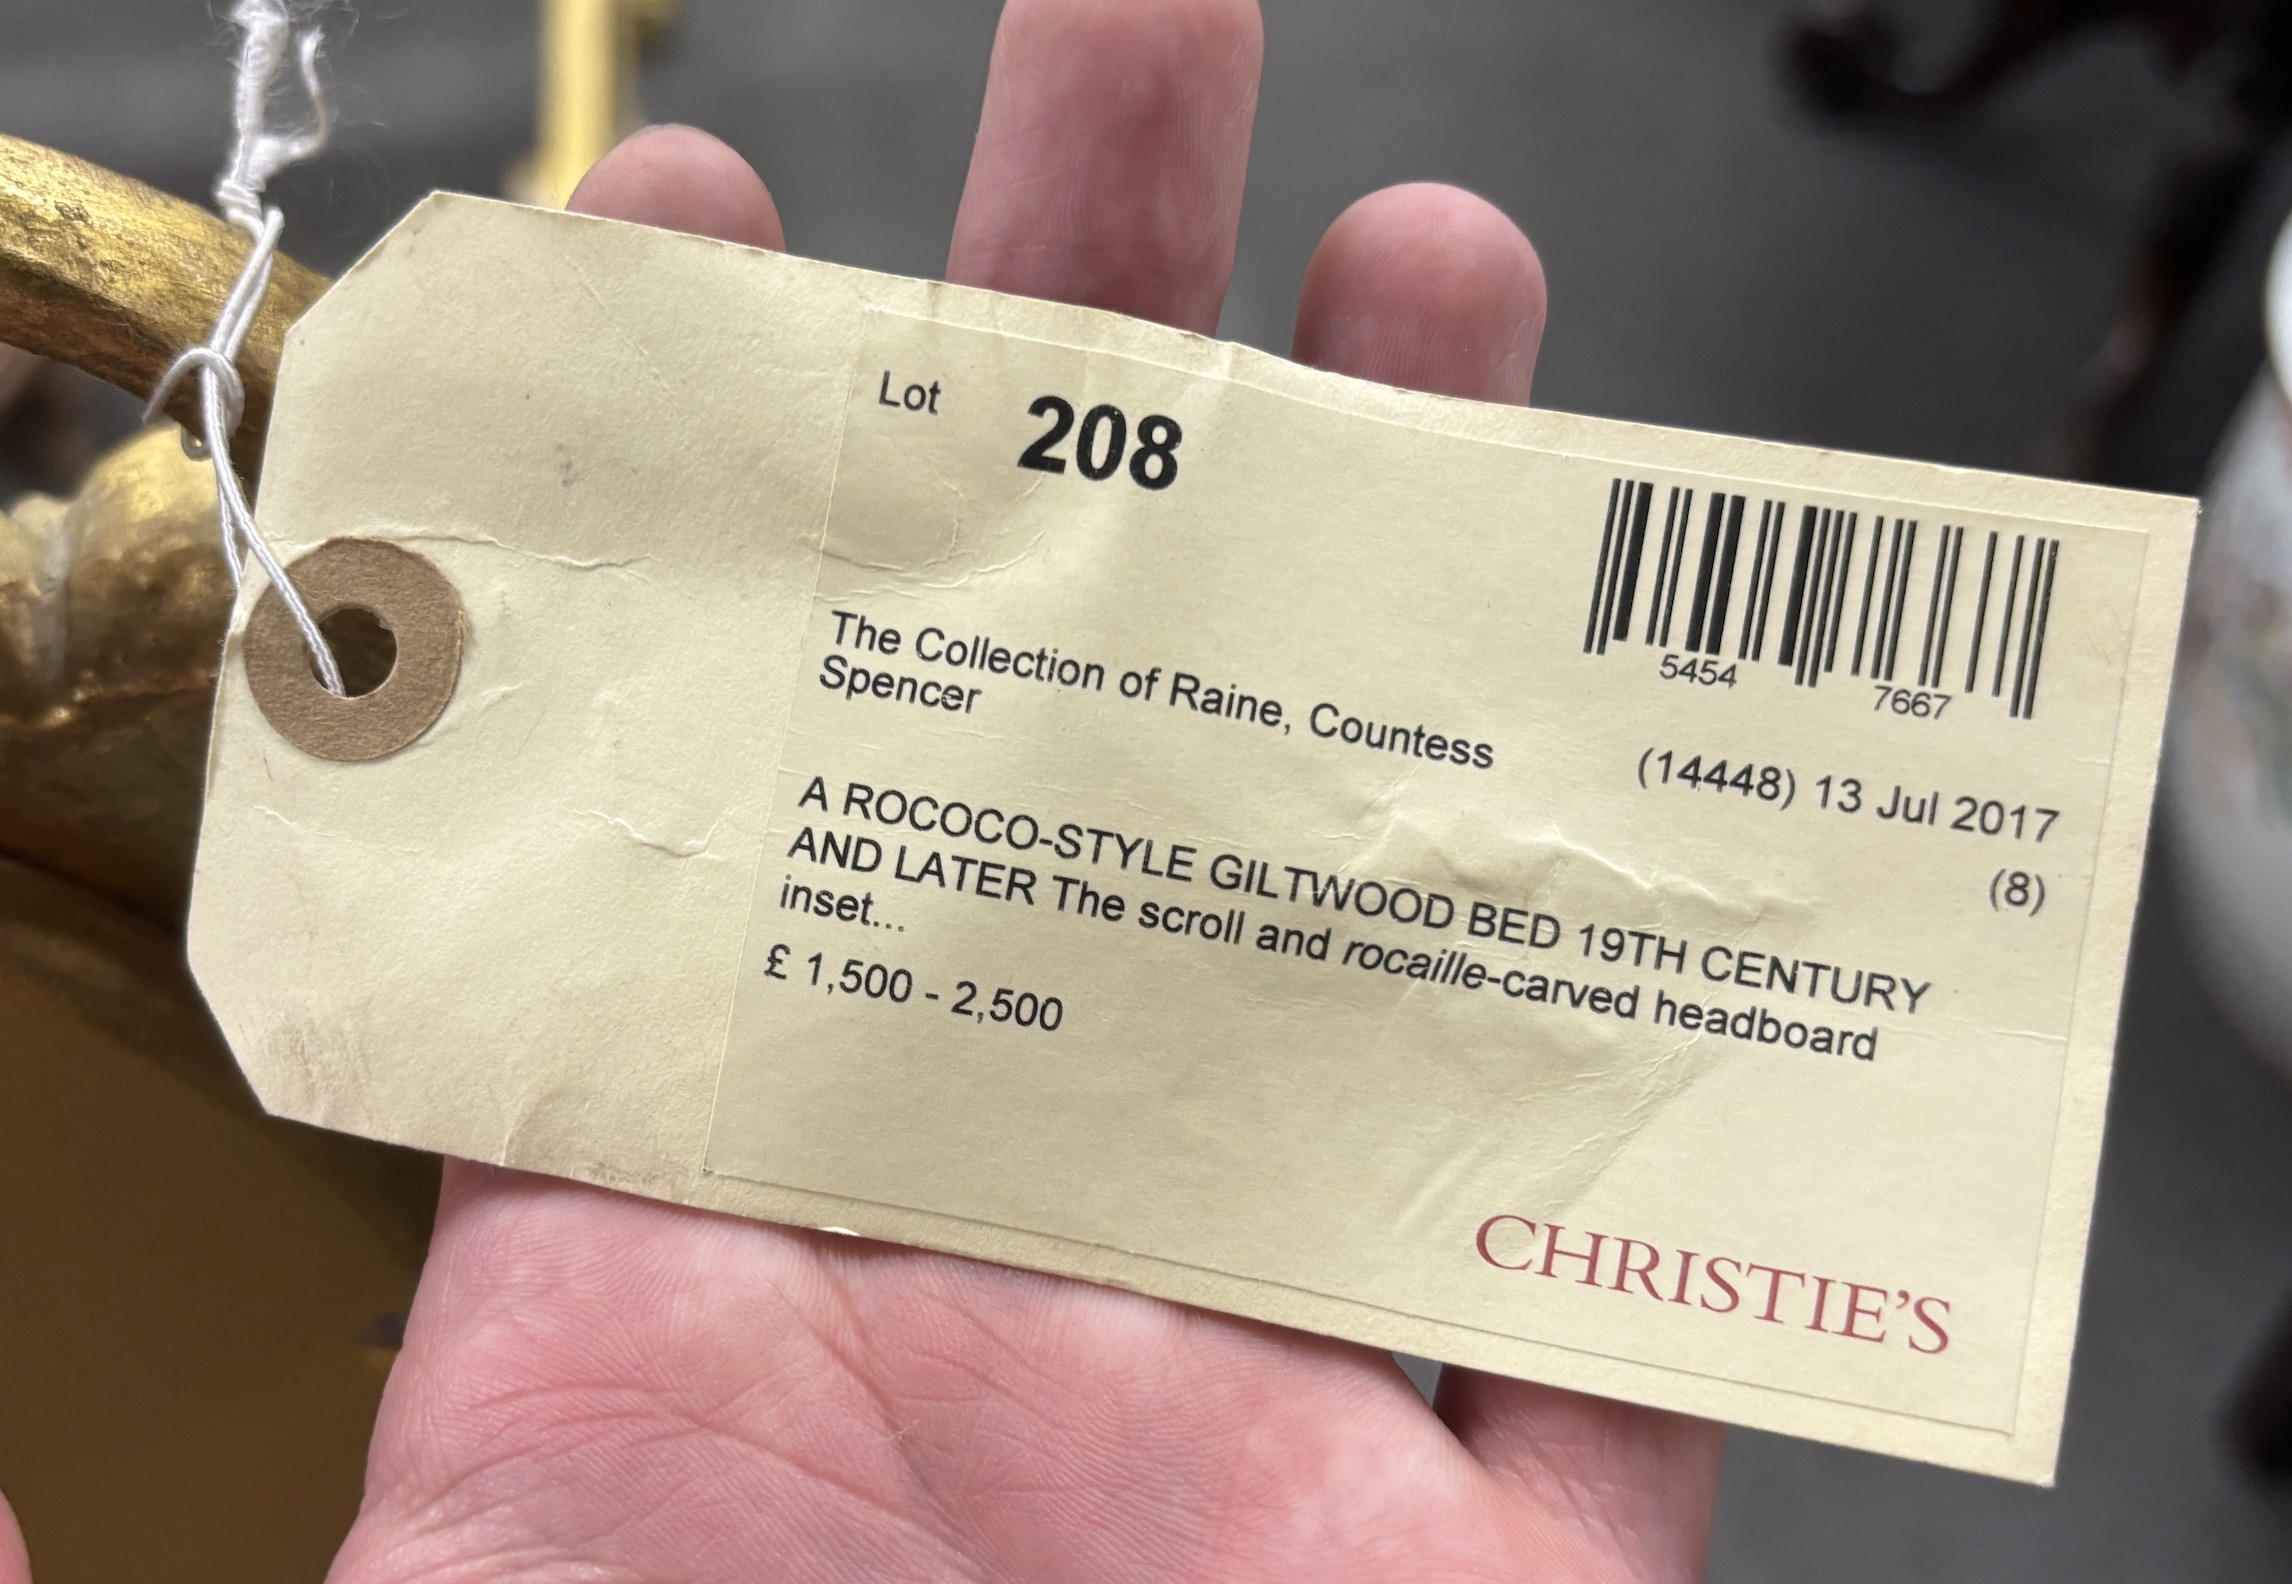 Lot 208
5454 7667
The Collection of Raine, Countess
Spencer
(14448) 13 Jul 2017
(8)
A ROCOCO-STYLE GILTWOOD BED 19TH CENTURY
AND LATER The scroll and rocaille-carved headboard
inset...
£ 1,500 - 2,500
CHRISTIE'S